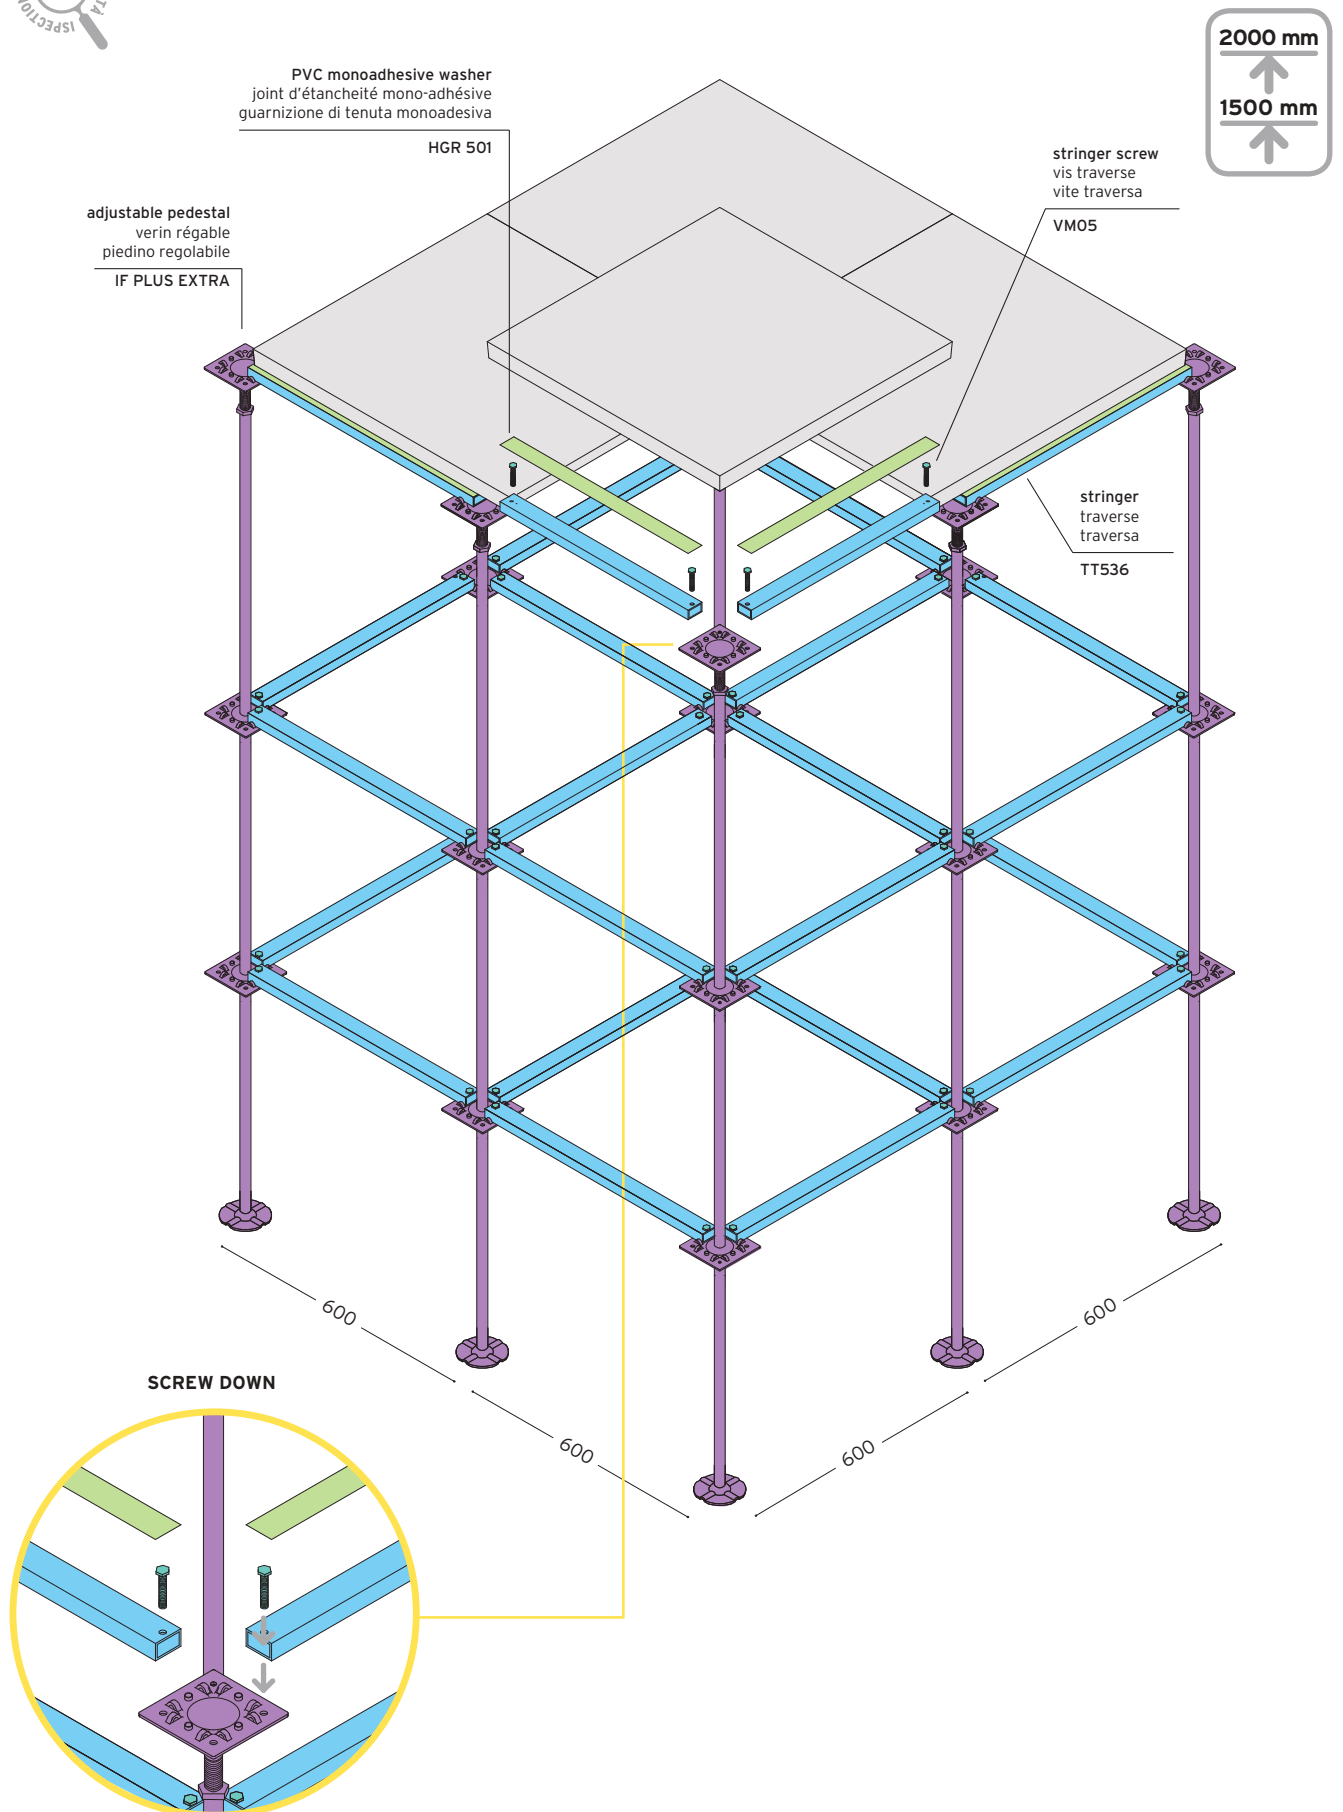 ISPECTION
TÀ
2000 mm
1500 mm
PVC monoadhesive washer
joint d'étancheité mono-adhésive
guarnizione di tenuta monoadesiva
HGR 501
stringer screw
vis traverse
vite traversa
VM05
adjustable pedestal
verin régable
piedino regolabile
IF PLUS EXTRA
stringer
traverse
traversa
TT536
600
600
600
600
SCREW DOWN